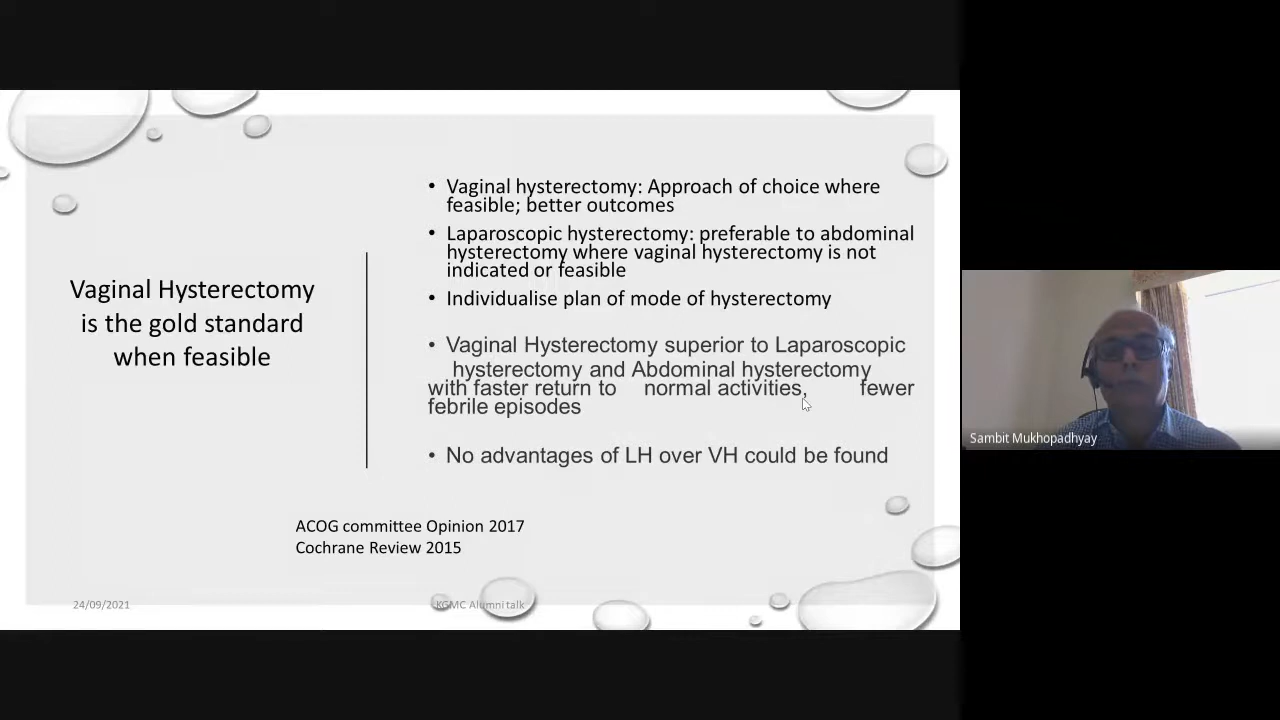 Vaginal Hysterectomy
is the gold standard
when feasible
• Vaginal hysterectomy: Approach of choice where
feasible; better outcomes
• Laparoscopic hysterectomy: preferable to abdominal
hysterectomy where vaginal hysterectomy is not
indicated or feasible
• Individualise plan of mode of hysterectomy
• Vaginal Hysterectomy superior to Laparoscopic
hysterectomy and Abdominal hysterectomy
with faster return to normal activities, fewer
febrile episodes
• No advantages of LH over VH could be found
ACOG committee Opinion 2017
Cochrane Review 2015
24/09/2021
KGMC Alumni talk
Sambit Mukhopadhyay